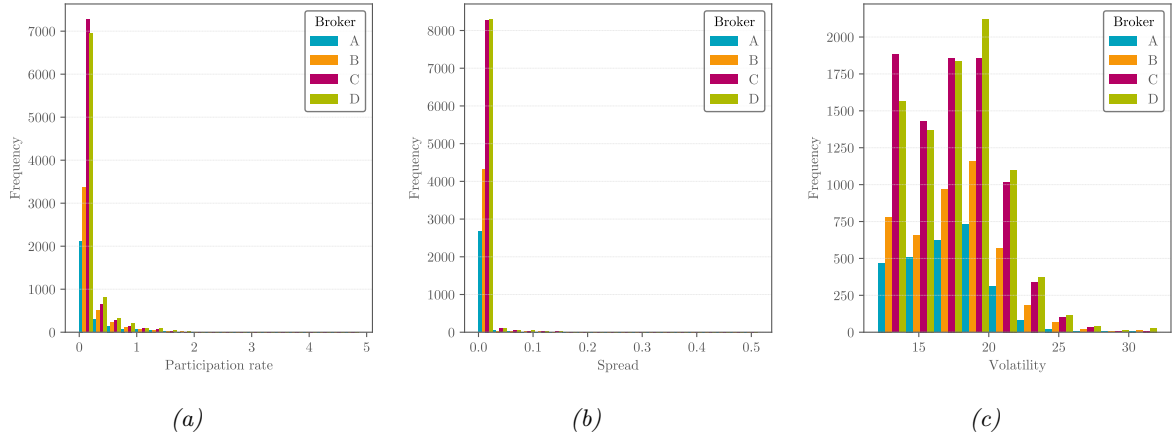 Broker
A
B
C
D
7000
6000
5000
4000
3000
2000
1000
0
Frequency
0 1 2 3 4 5
Participation rate
(a)
Broker
A
B
C
D
8000
7000
6000
5000
4000
3000
2000
1000
0
Frequency
0.0 0.1 0.2 0.3 0.4 0.5
Spread
(b)
Broker
A
B
C
D
2000
1750
1500
1250
1000
750
500
250
0
Frequency
15 20 25 30
Volatility
(c)